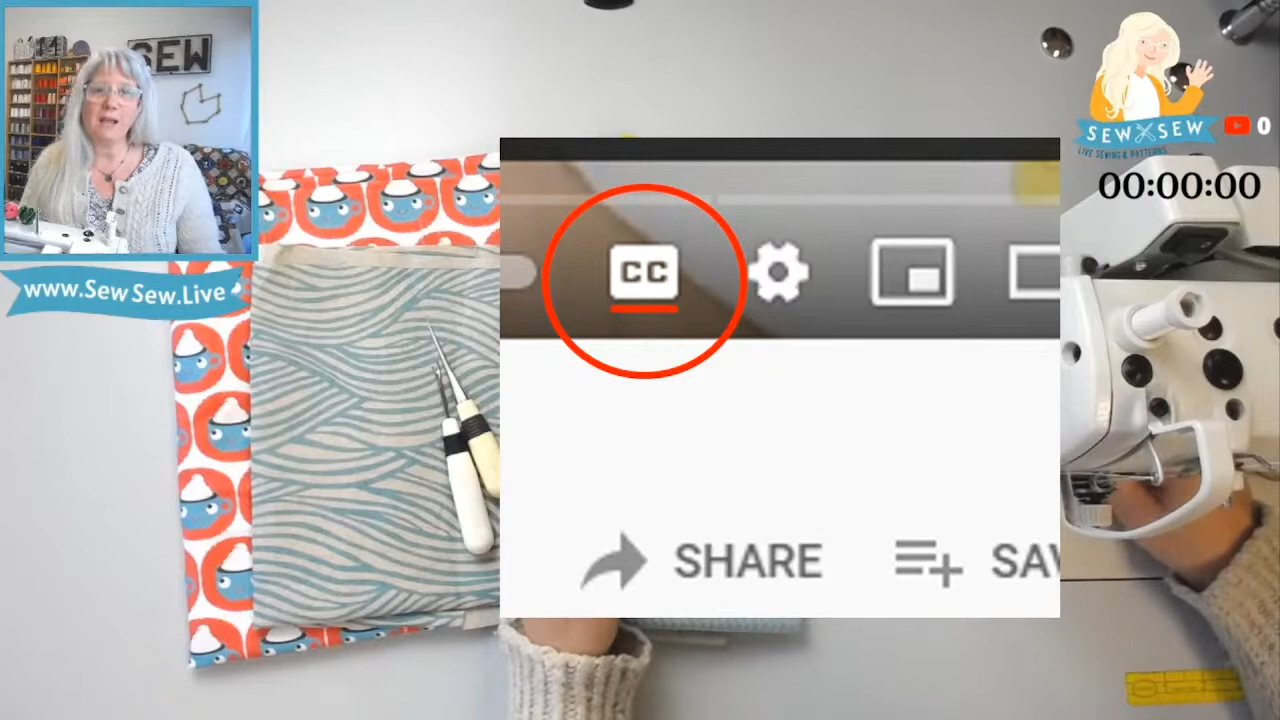 SEW
SEW SEW
LIVE SEWING & PATTERNS
0
00:00:00
www.SewSew.Live
CC
SHARE
SAV